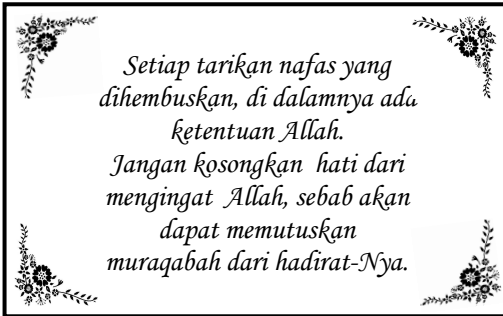 Setiap tarikan nafas yang
dihembuskan, di dalamnya ada
ketentuan Allah.
Jangan kosongkan hati dari
mengingat Allah, sebab akan
dapat memutuskan
muraqabah dari hadirat-Nya.